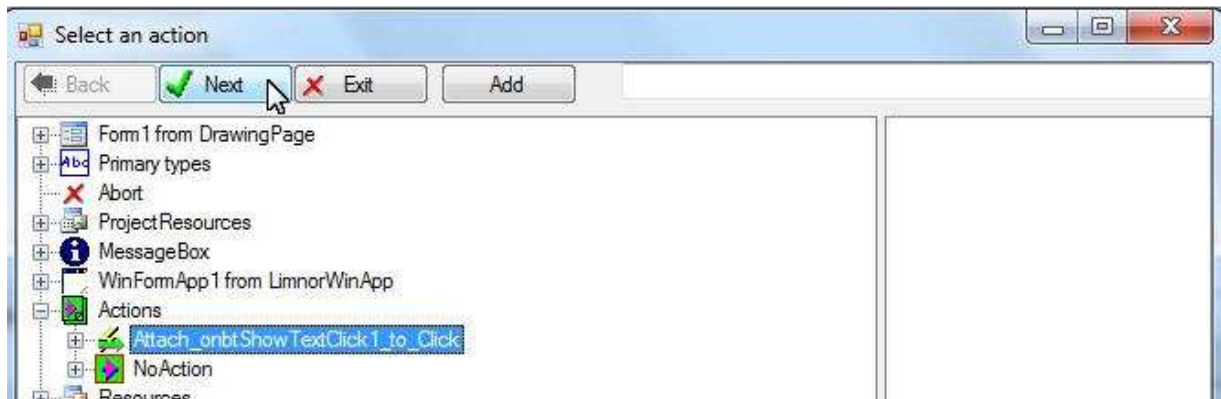 Select an action
Back Next Exit Add
Form1 from DrawingPage
Abc Primary types
Abort
ProjectResources
MessageBox
WinFormApp1 from LimnorWinApp
Actions
Attach_onbtShowTextClick1_to_Click
NoAction
Resources